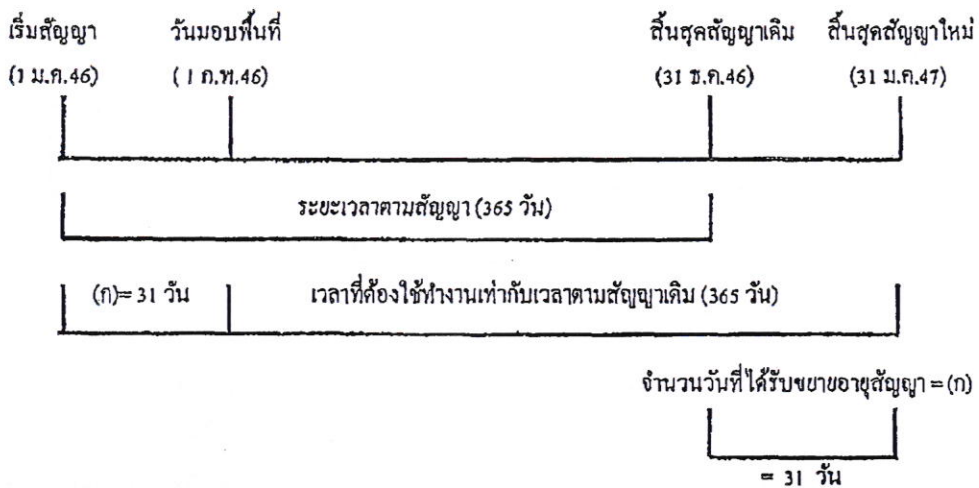 เริ่มสัญญา วันมอบพื้นที่ สิ้นสุดสัญญาเดิม สิ้นสุดสัญญาใหม่
(1 ม.ค.46) (1 ก.พ.46) (31 ธ.ค.46) (31 ม.ค.47)
ระยะเวลาตามสัญญา (365 วัน)
(ก)= 31 วัน เวลาที่ต้องใช้ทำงานเท่ากับเวลาตามสัญญาเดิม (365 วัน)
จำนวนวันที่ได้รับขยายอายุสัญญา = (ก)
= 31 วัน